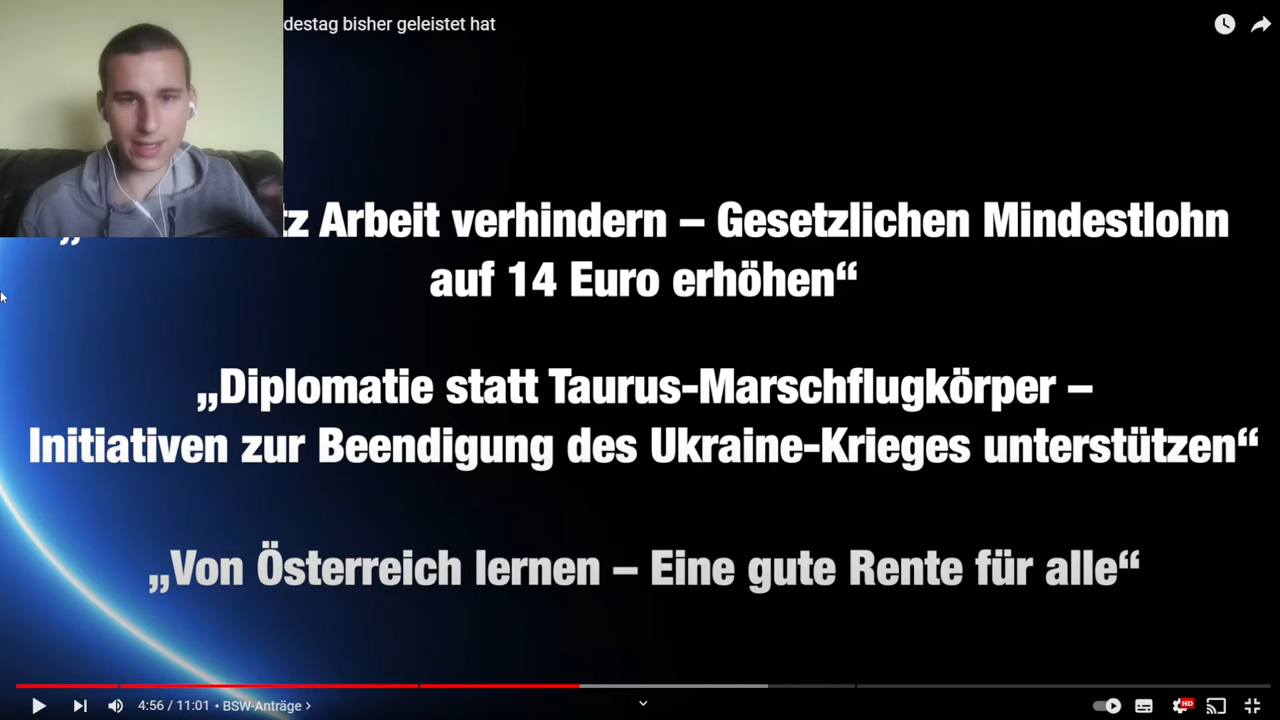 destag bisher geleistet hat
tz Arbeit verhindern – Gesetzlichen Mindestlohn
auf 14 Euro erhöhen“
„Diplomatie statt Taurus-Marschflugkörper –
Initiativen zur Beendigung des Ukraine-Krieges unterstützen“
„Von Österreich lernen – Eine gute Rente für alle“
4:56 / 11:01 • BSW-Anträge ›
HD